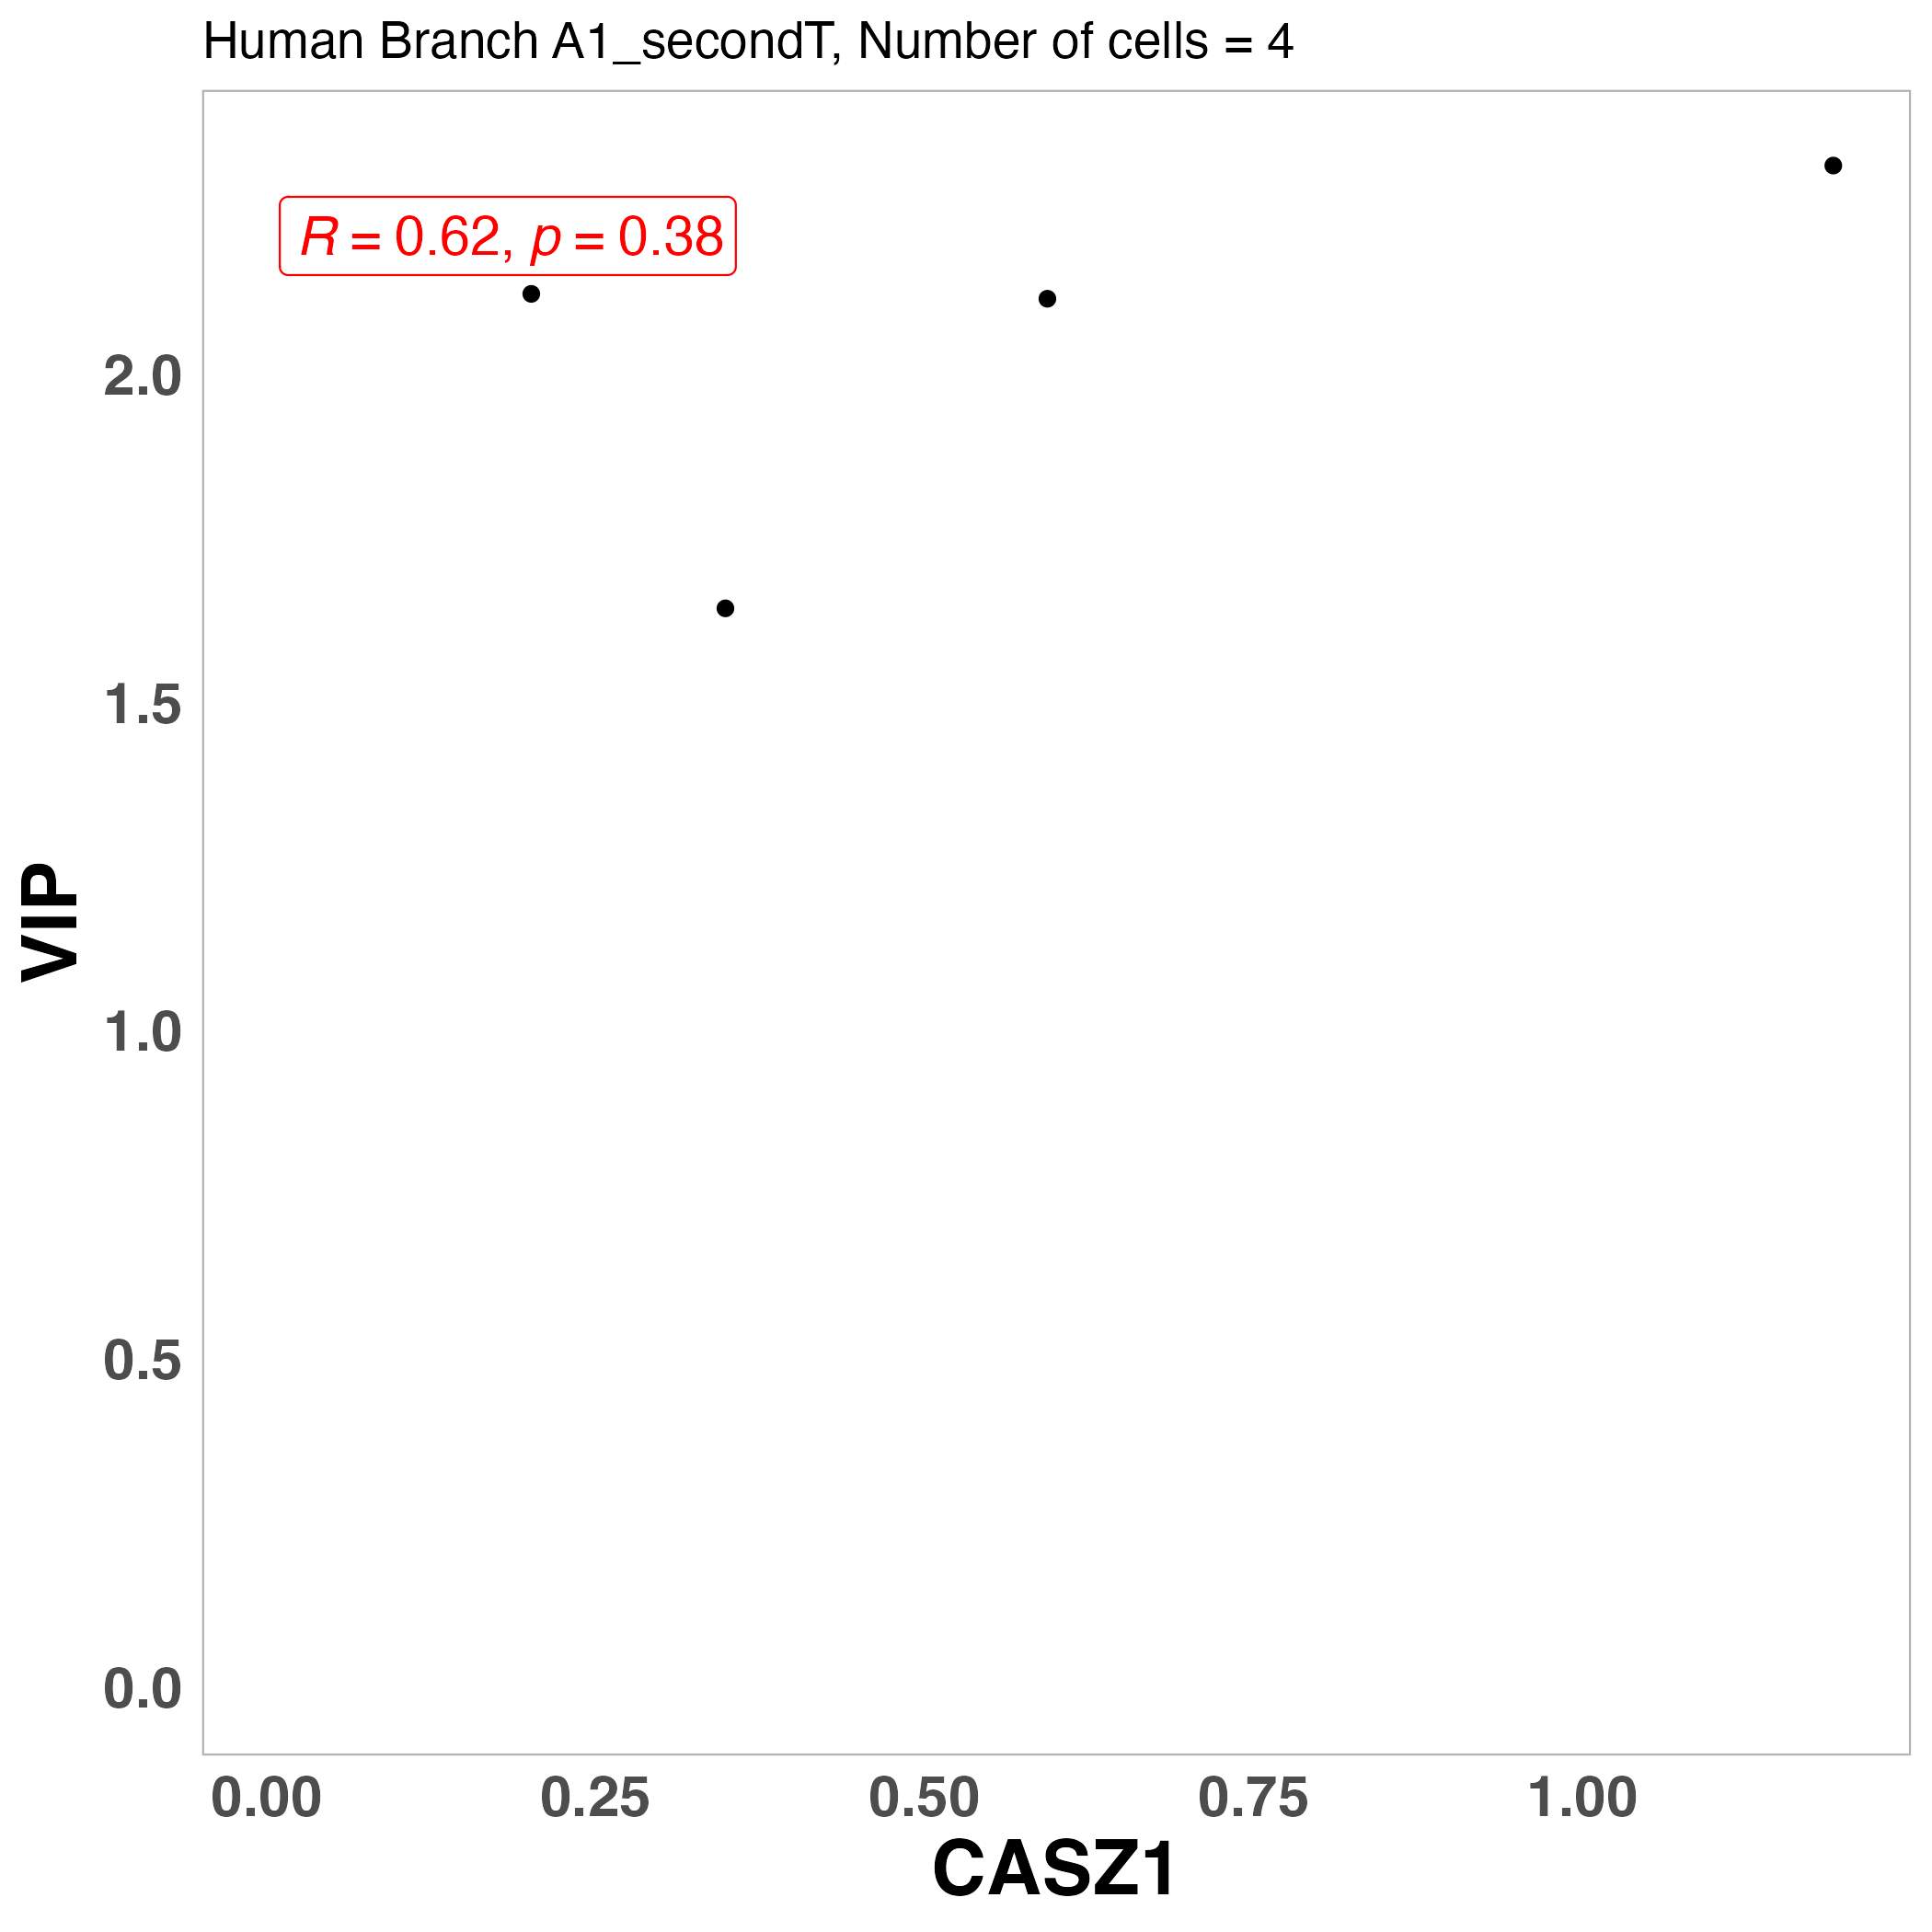 Human Branch A1_secondT, Number of cells = 4
R = 0.62, p = 0.38
2.0
1.5
1.0
0.5
0.0
VIP
0.00 0.25 0.50 0.75 1.00
CASZ1